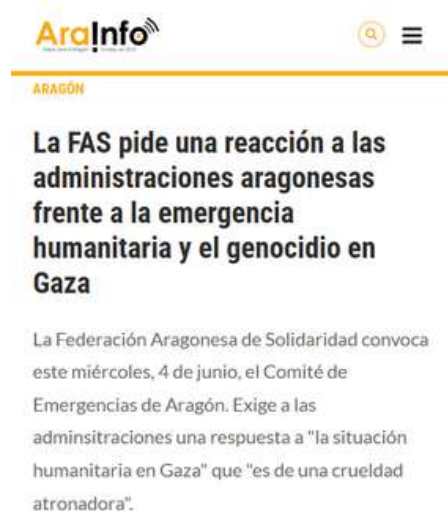 AraInfo
ARAGÓN
La FAS pide una reacción a las
administraciones aragonesas
frente a la emergencia
humanitaria y el genocidio en
Gaza
La Federación Aragonesa de Solidaridad convoca
este miércoles, 4 de junio, el Comité de
Emergencias de Aragón. Exige a las
adminsitraciones una respuesta a "la situación
humanitaria en Gaza" que "es de una crueldad
atronadora".